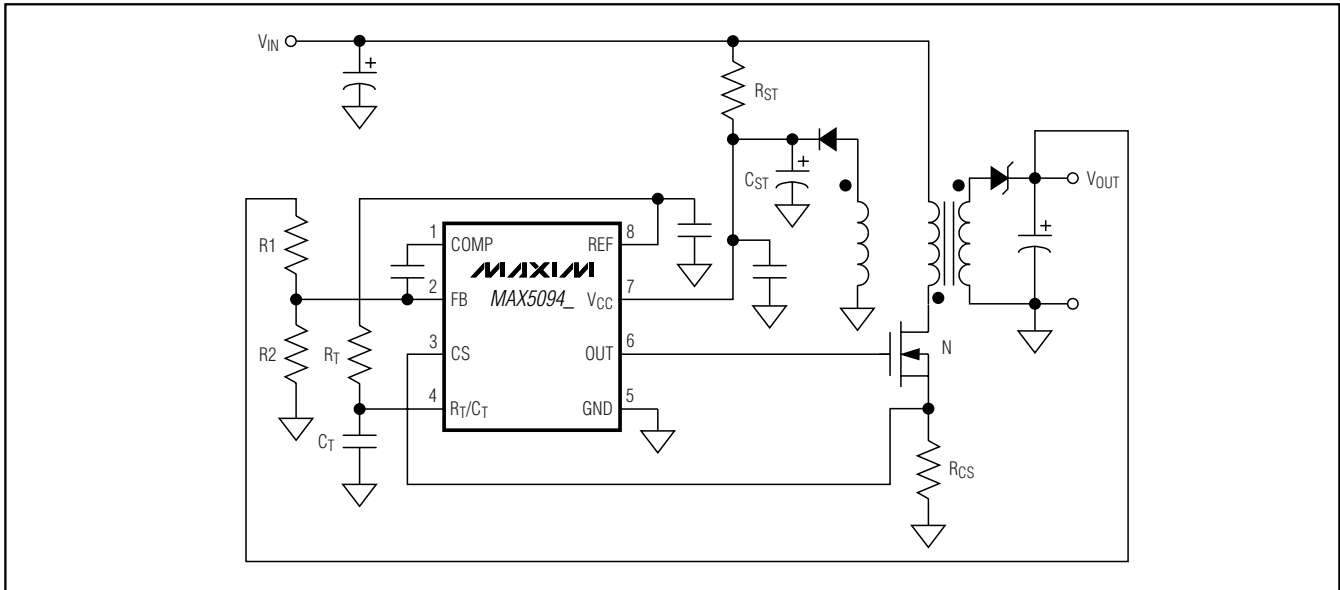 VIN
RST
CST
VOUT
R1
1
COMP
REF
8
MAXIM
MAX5094_
2
FB
VCC
7
R2
RT
3
CS
OUT
6
N
4
RT/CT
GND
5
CT
RCS
+
+
+